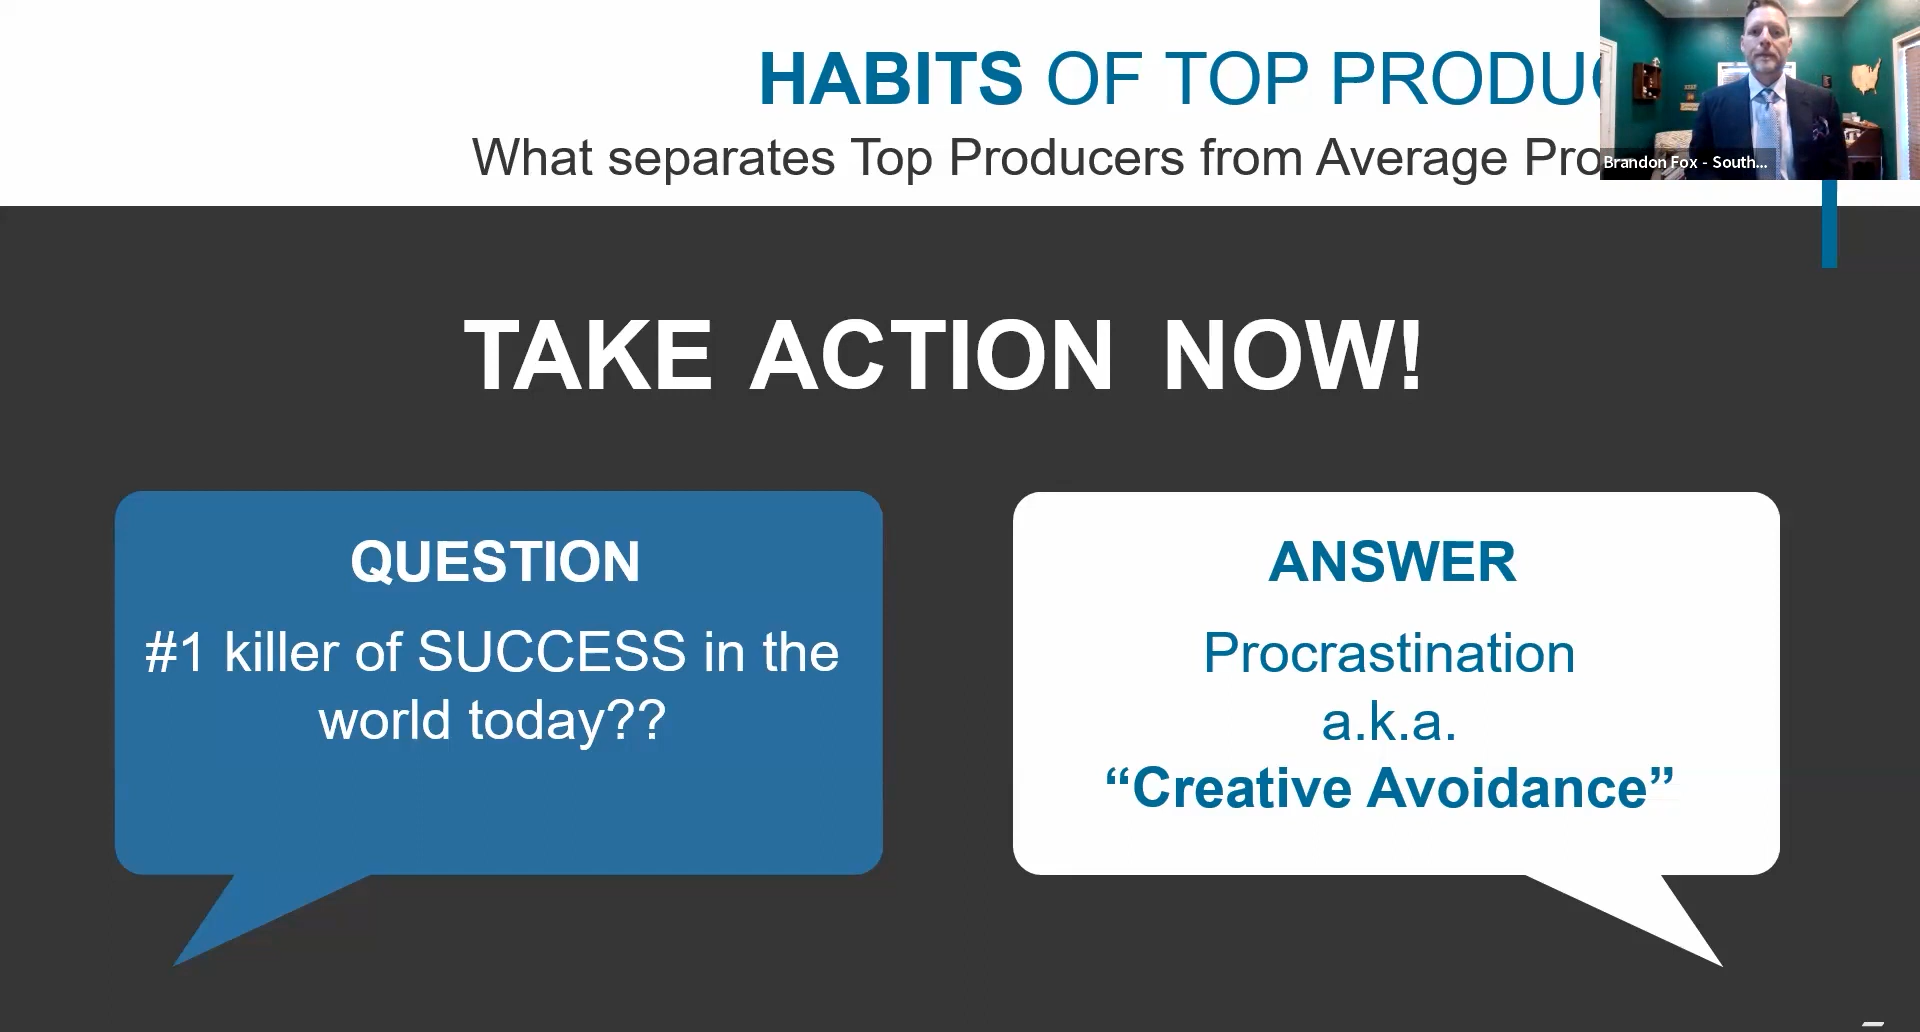 HABITS OF TOP PRODUC
What separates Top Producers from Average Pro
Brandon Fox - South...
TAKE ACTION NOW!
QUESTION
#1 killer of SUCCESS in the
world today??
ANSWER
Procrastination
a.k.a.
“Creative Avoidance”